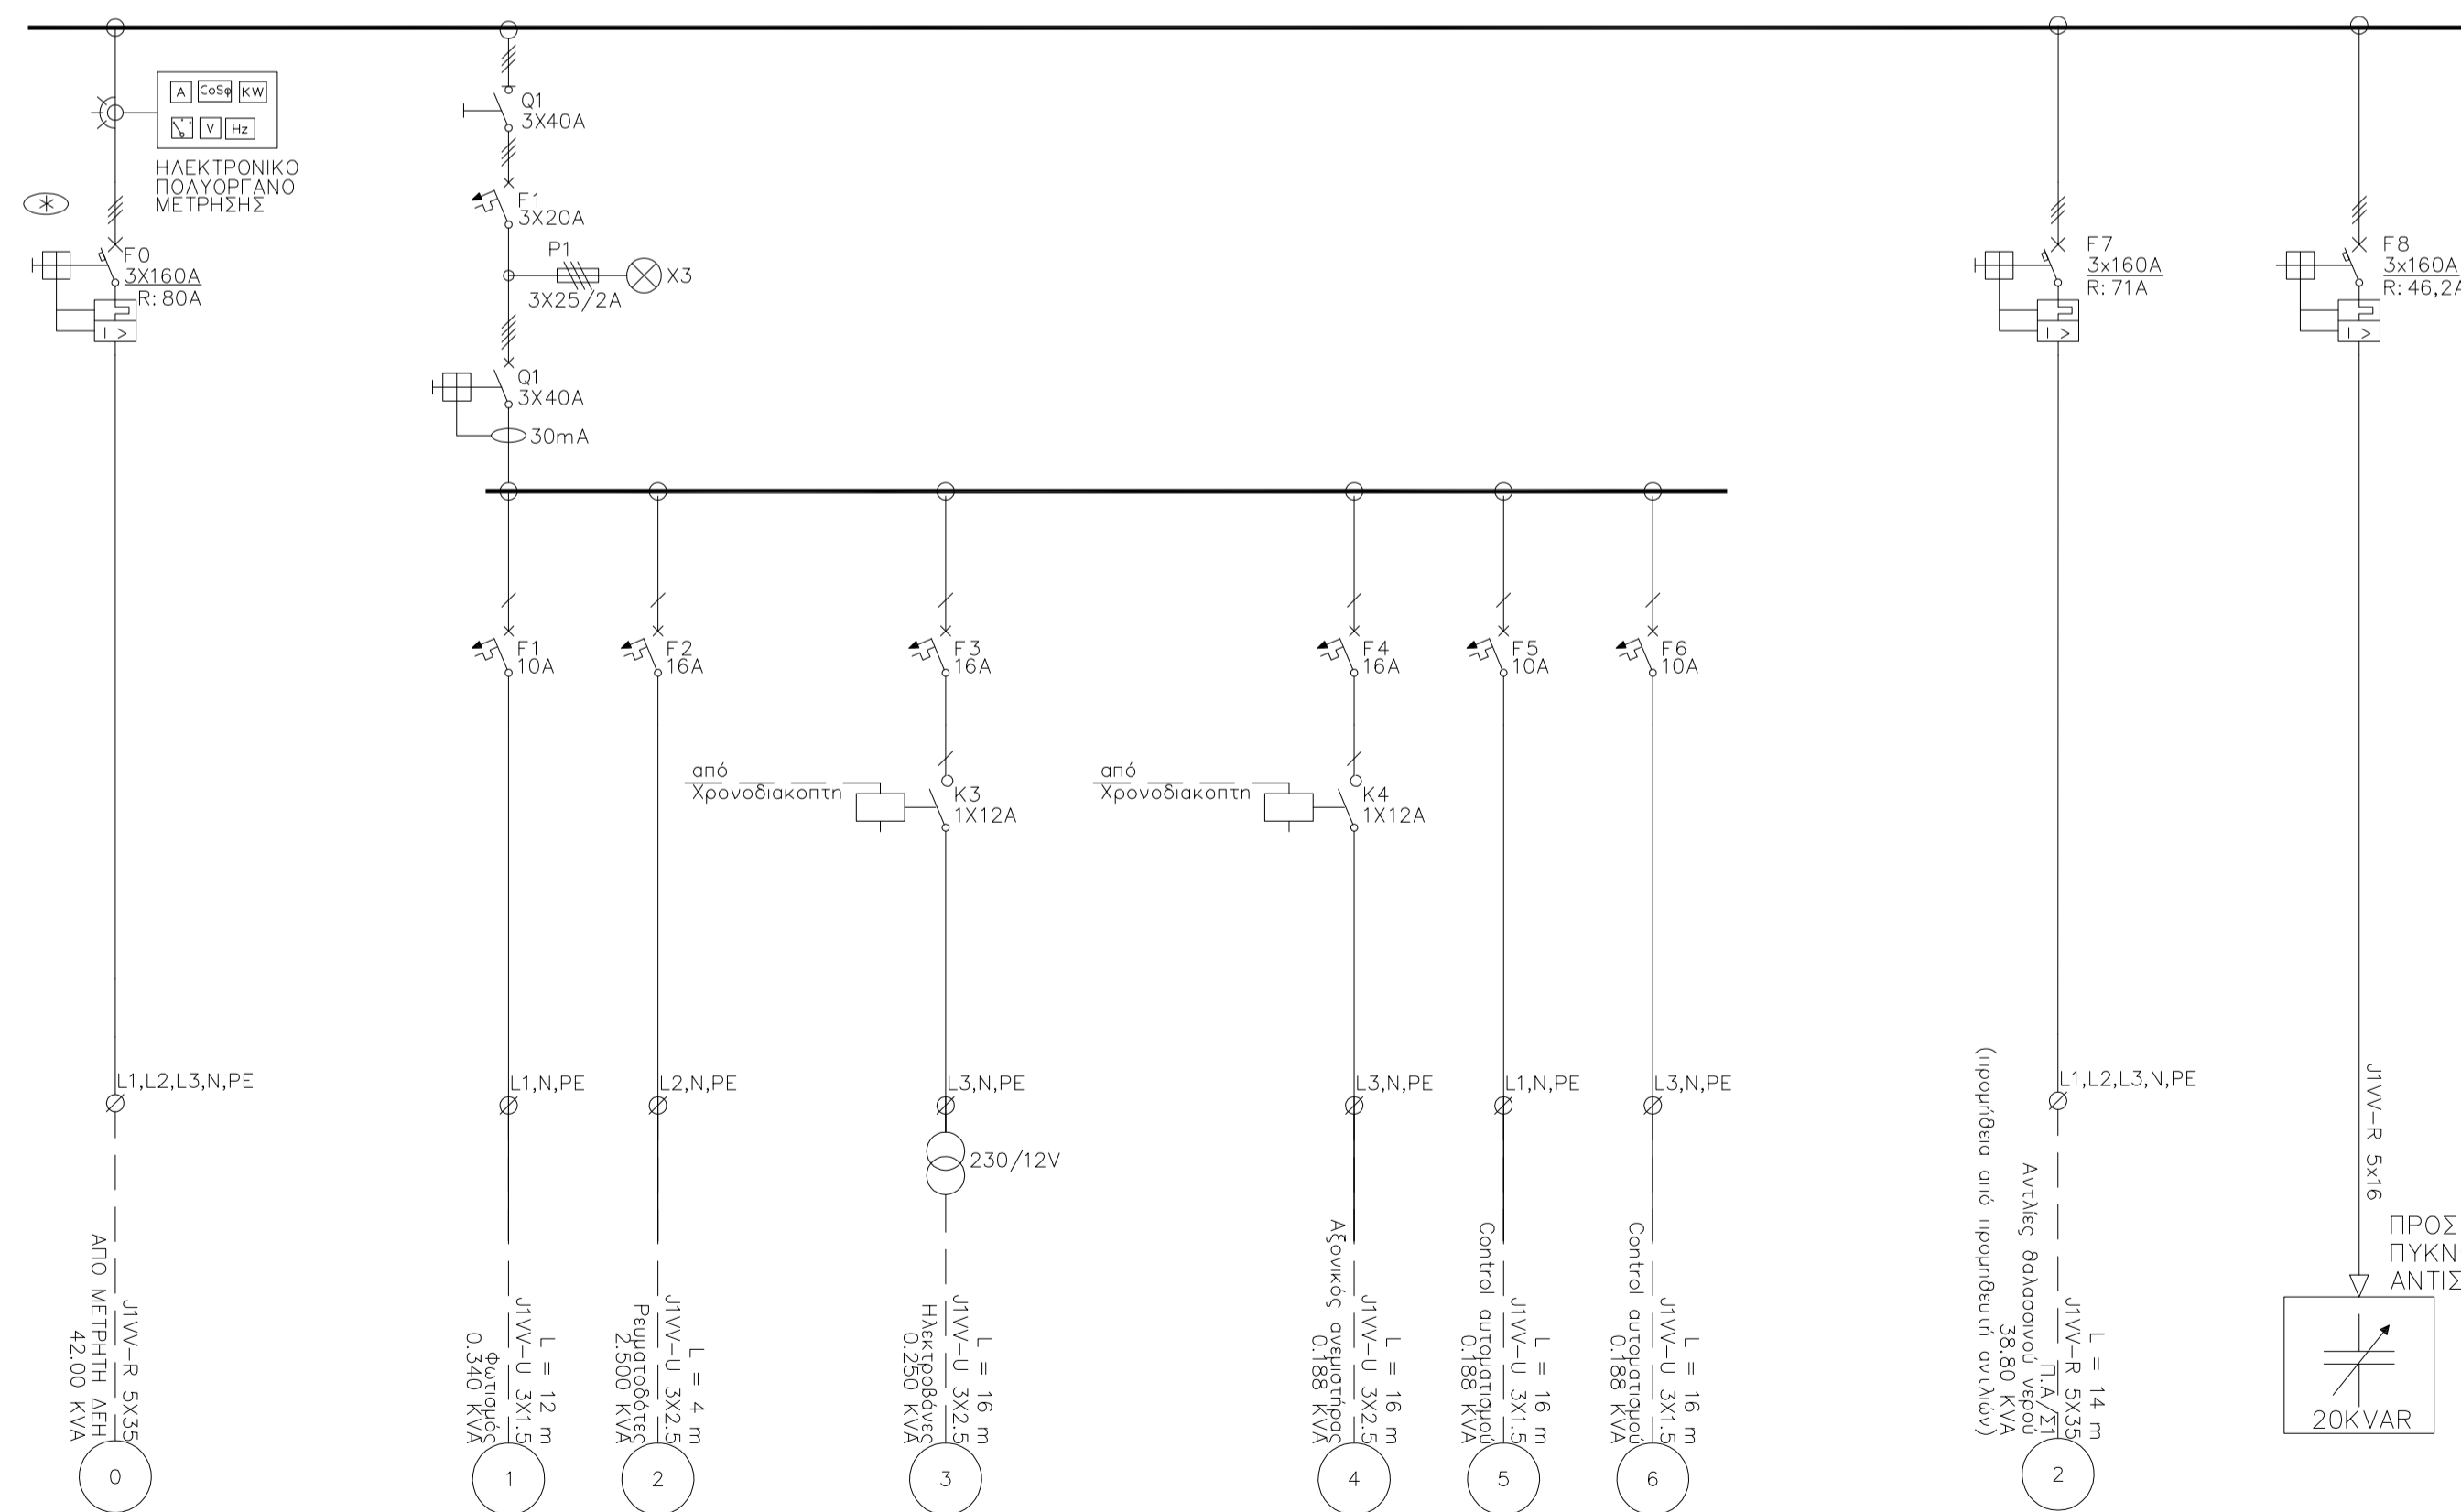 A
CoSφ
KW
V
Hz
ΗΛΕΚΤΡΟΝΙΚΟ
ΠΟΛΥΟΡΓΑΝΟ
ΜΕΤΡΗΣΗΣ
F0
3X160A
R: 80A
I >
Q1
3X40A
F1
3X20A
P1
X3
3X25/2A
Q1
3X40A
30mA
F7
3x160A
R: 71A
I >
F8
3x160A
R: 46,2A
I >
F1
10A
F2
16A
F3
16A
F4
16A
F5
10A
F6
10A
από
Χρονοδιακοπτη
K3
1X12A
από
Χρονοδιακοπτη
K4
1X12A
L1,L2,L3,N,PE
L1,N,PE
L2,N,PE
L3,N,PE
L3,N,PE
L1,N,PE
L3,N,PE
L1,L2,L3,N,PE
230/12V
J1VV-R 5X35
ΑΠΟ ΜΕΤΡΗΤΗ ΔΕΗ
42.00 KVA
0
L = 12 m
J1VV-U 3X1.5
Φωτισμός
0.340 KVA
1
L = 4 m
J1VV-U 3X2.5
Ρευματοδότες
2.500 KVA
2
L = 16 m
J1VV-U 3X2.5
Ηλεκτροβάνες
0.250 KVA
3
L = 16 m
J1VV-U 3X2.5
Αξονικός ανεμιστήρας
0.188 KVA
4
L = 16 m
J1VV-U 3X1.5
Control αυτοματισμού
0.188 KVA
5
L = 16 m
J1VV-U 3X1.5
Control αυτοματισμού
0.188 KVA
6
L = 14 m
J1VV-R 5X35
Π.Α/Σ1
Αντλίες θαλασσινού νερού
38.80 KVA
(προμήθεια από προμηθευτή αντλιών)
2
J1VV-R 5x16
ΠΡΟΣ
ΠΥΚΝ
ΑΝΤΙΣ
20KVAR